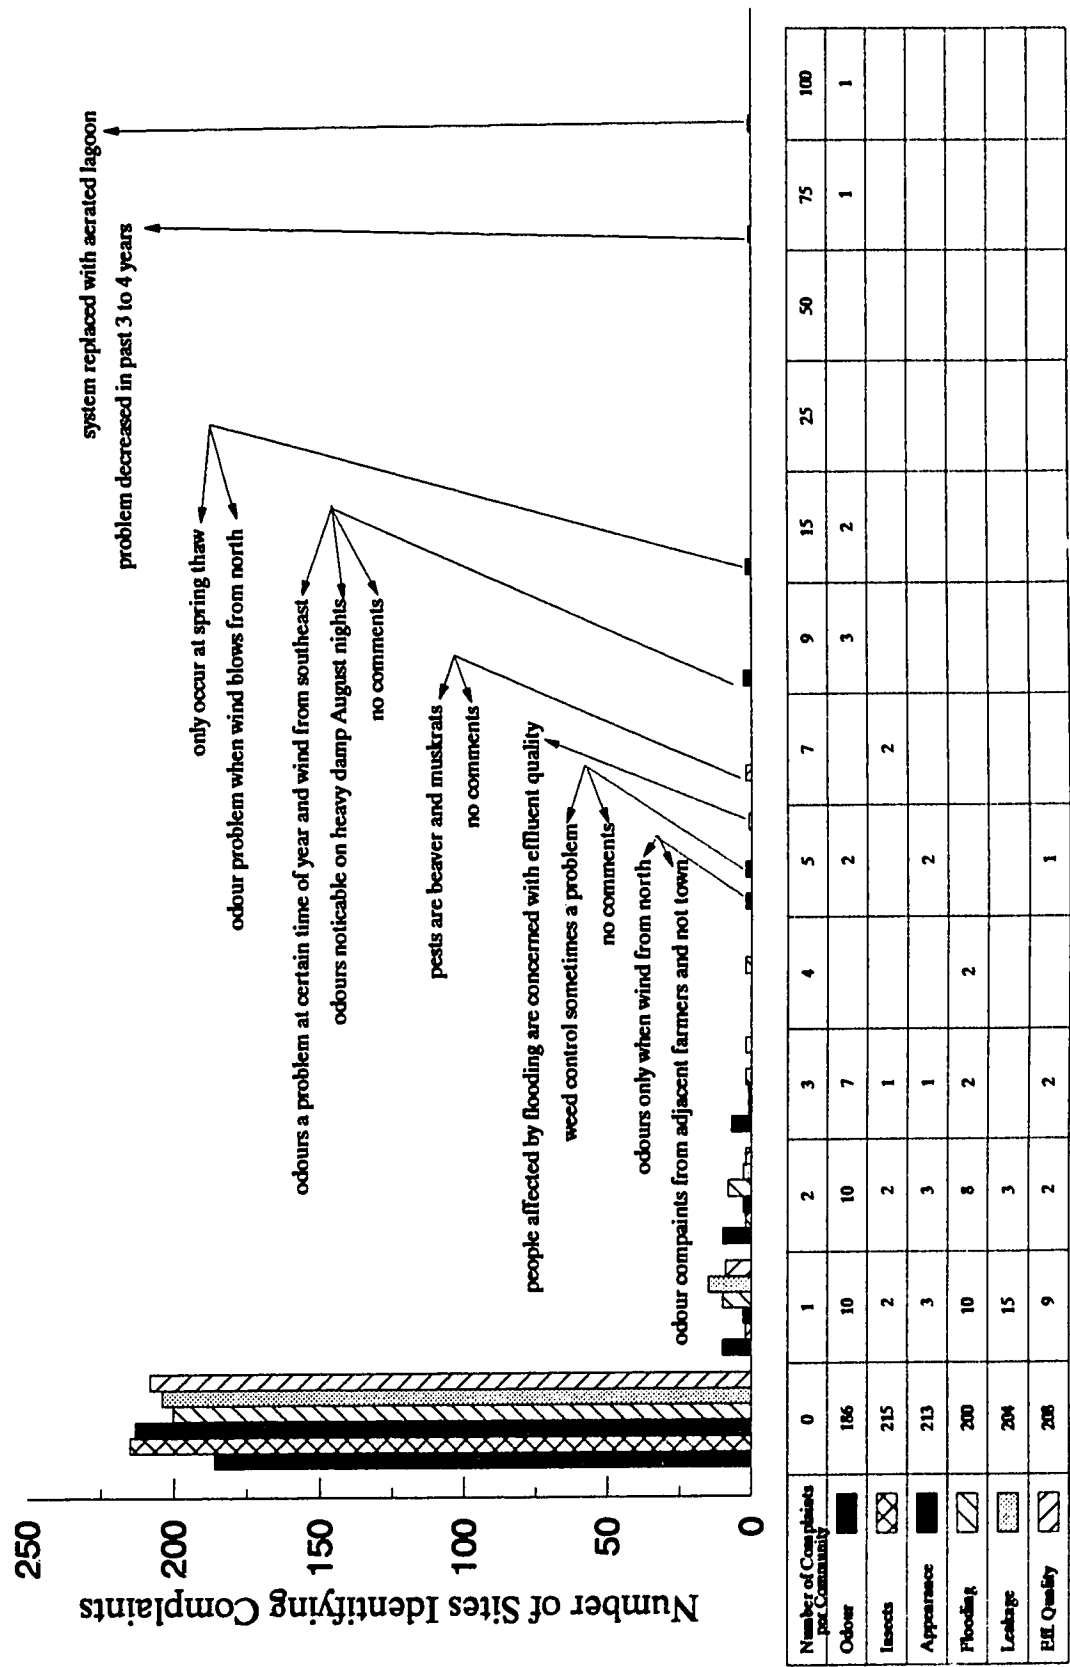 system replaced with aerated lagoon
problem decreased in past 3 to 4 years
only occur at spring thaw
odour problem when wind blows from north
odours a problem at certain time of year and wind from southeast
odours noticable on heavy damp August nights
no comments
pests are beaver and muskrats
no comments
people affected by flooding are concerned with effluent quality
weed control sometimes a problem
no comments
odours only when wind from north
odour compaints from adjacent farmers and not town
Number of Sites Identifying Complaints
250
200
150
100
50
0
Number of Complaints per Community 0 1 2 3 4 5 7 9 15 25 50 75 100
Odour 186 10 10 7 2 3 2 1 1
Insects 215 2 2 1 2
Appearance 213 3 3 1 2
Flooding 200 10 8 2 2
Leakage 204 15 3
Eff. Quality 208 9 2 2 1